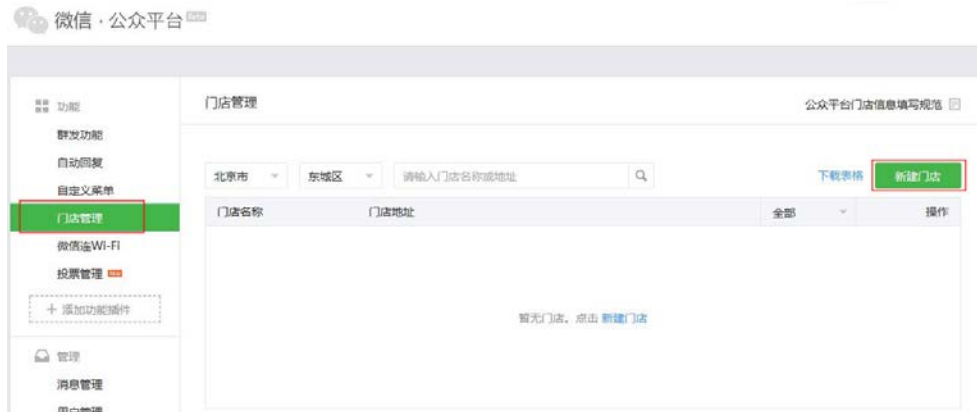 微信·公众平台 Beta
功能
门店管理
公众平台门店信息填写规范
群发功能
自动回复
北京市 东城区 请输入门店名称或地址 下载表格 新建门店
自定义菜单
门店管理
门店名称 门店地址 全部 操作
微信连Wi-Fi
投票管理
+ 添加功能插件
暂无门店，点击 新建门店
管理
消息管理
用户管理